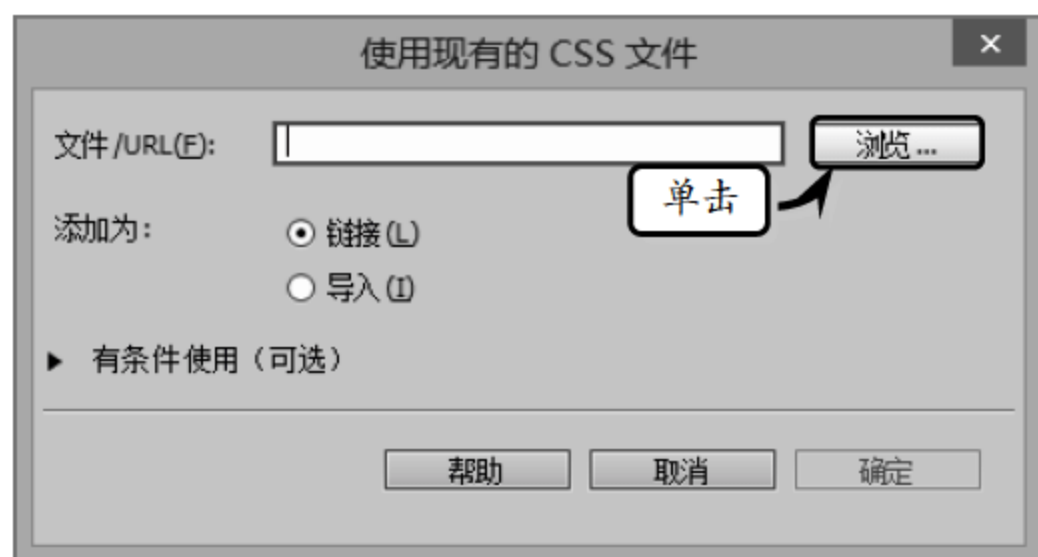 使用现有的 CSS 文件
文件/URL(F):
浏览...
单击
添加为：
链接(L)
导入(I)
有条件使用（可选）
帮助 取消 确定